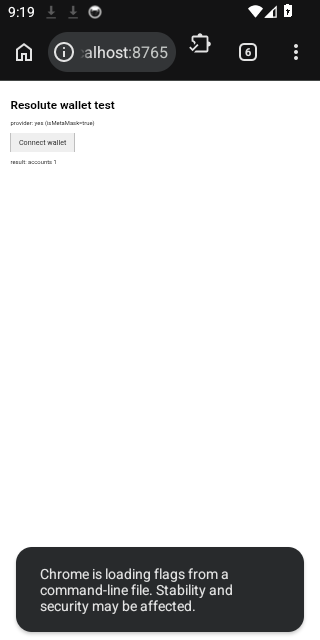 9:19
alhost:8765
6
Resolute wallet test
provider: yes (isMetaMask=true)
Connect wallet
result: accounts 1
Chrome is loading flags from a
command-line file. Stability and
security may be affected.